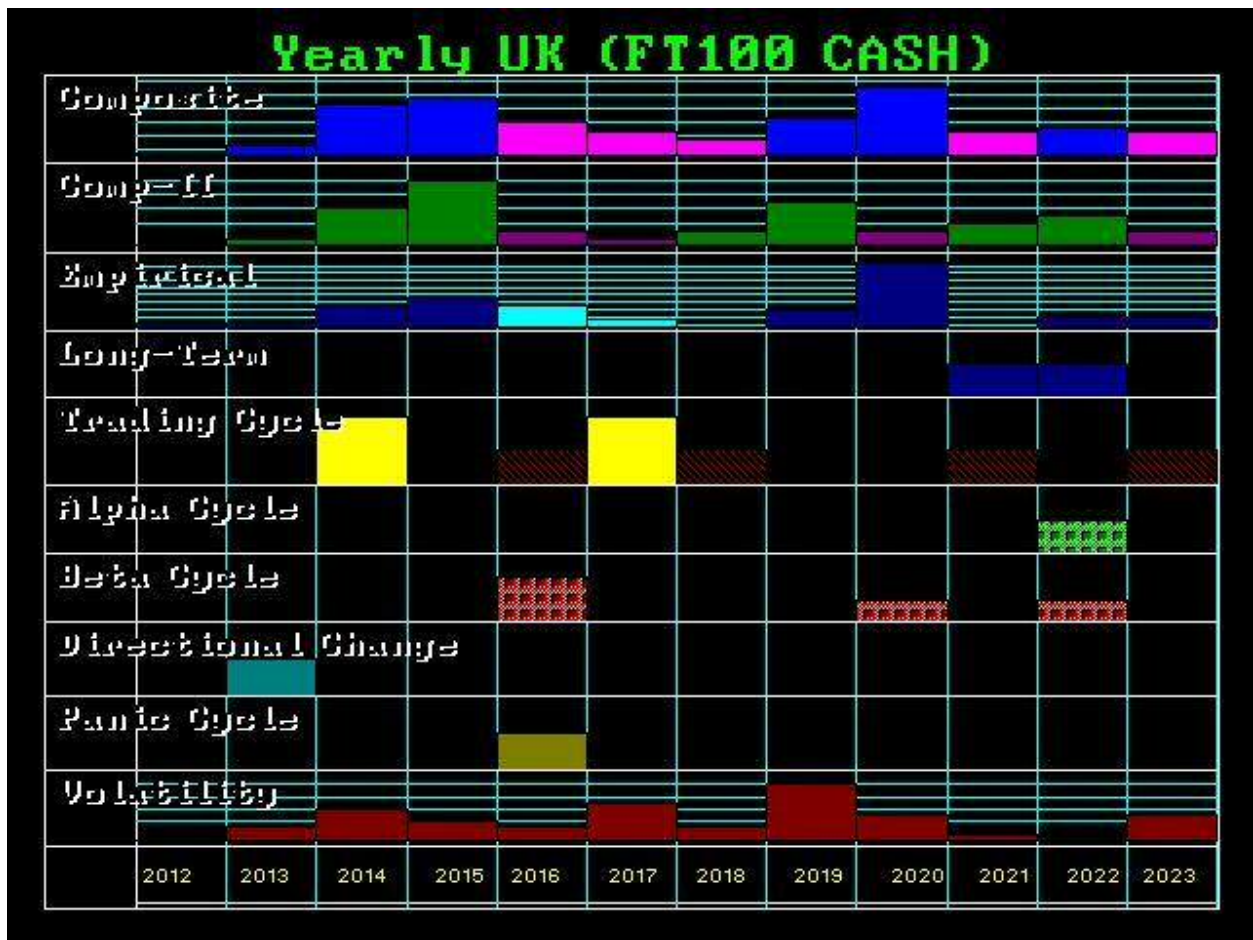 Yearly UK (FT100 CASH)
Composite
Comp-II
Empirical
Long-Term
Trading Cycle
Alpha Cycle
Beta Cycle
Directional Change
Panic Cycle
Volatility
2012 2013 2014 2015 2016 2017 2018 2019 2020 2021 2022 2023